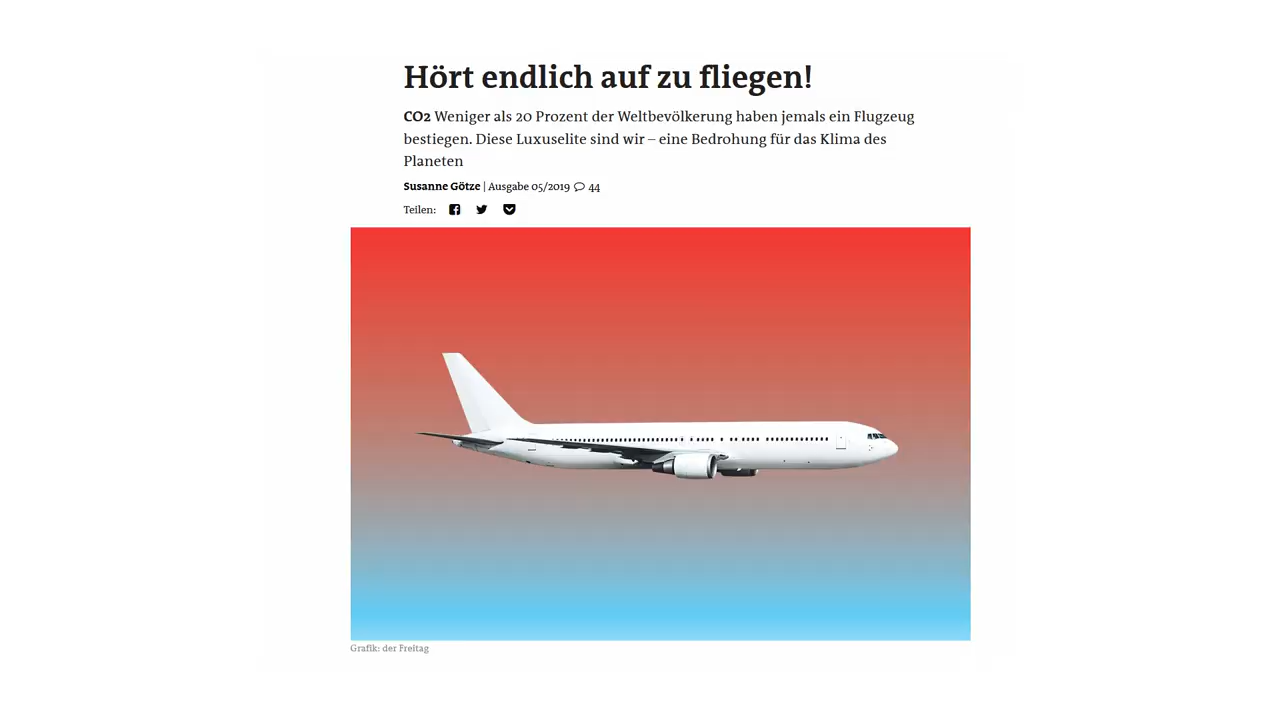 Hört endlich auf zu fliegen!
CO2 Weniger als 20 Prozent der Weltbevölkerung haben jemals ein Flugzeug
bestiegen. Diese Luxuselite sind wir – eine Bedrohung für das Klima des
Planeten
Susanne Götze | Ausgabe 05/2019 44
Teilen:
Grafik: der Freitag